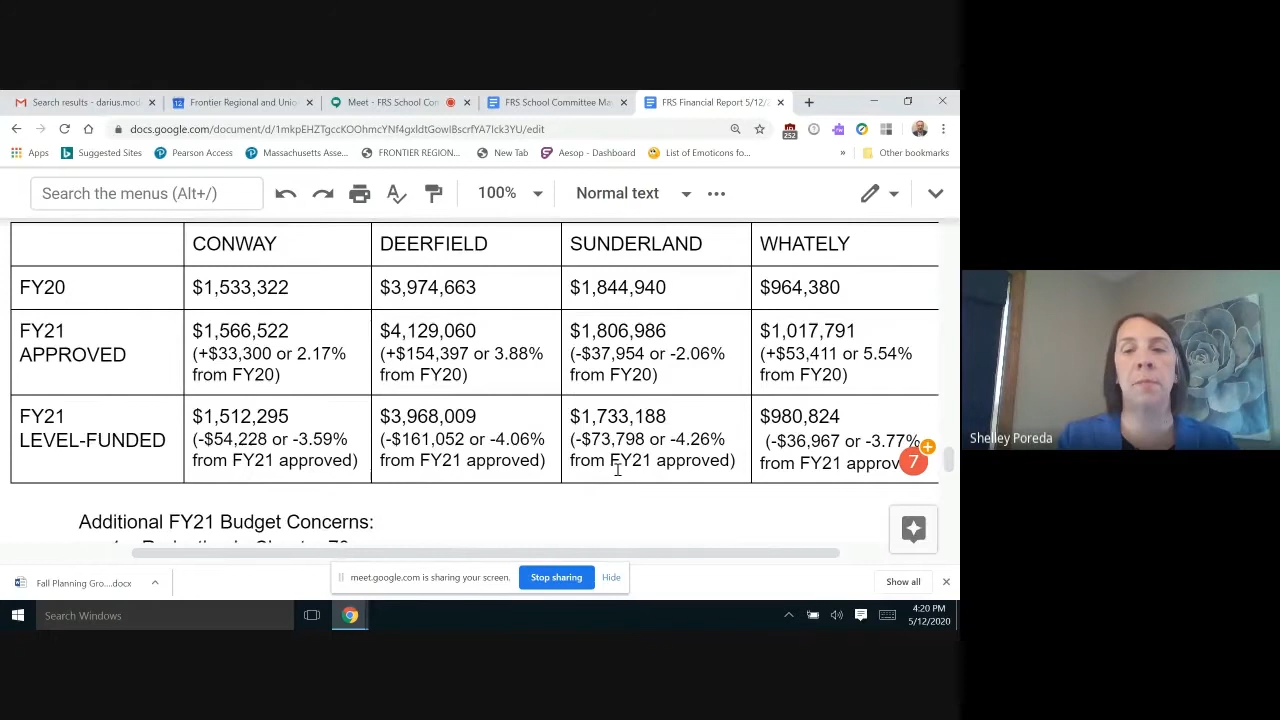 Search results - darius.mod
Frontier Regional and Unio
Meet - FRS School Con
FRS School Committee Ma
FRS Financial Report 5/12/2
docs.google.com/document/d/1mkpEHZTgccKOOhmcYNf4gxldtGowIBscrfYA7Ick3YU/edit
252
Apps
Suggested Sites
Pearson Access
Massachusetts Asse...
FRONTIER REGION...
New Tab
Aesop - Dashboard
List of Emoticons fo...
»
Other bookmarks
Search the menus (Alt+/)
100%
Normal text
CONWAY DEERFIELD SUNDERLAND WHATELY
FY20 $1,533,322 $3,974,663 $1,844,940 $964,380
FY21 $1,566,522 $4,129,060 $1,806,986 $1,017,791
APPROVED (+$33,300 or 2.17% (+$154,397 or 3.88% (-$37,954 or -2.06% (+$53,411 or 5.54%
from FY20) from FY20) from FY20) from FY20)
FY21 $1,512,295 $3,968,009 $1,733,188 $980,824
LEVEL-FUNDED (-$54,228 or -3.59% (-$161,052 or -4.06% (-$73,798 or -4.26% (-$36,967 or -3.77%
from FY21 approved) from FY21 approved) from FY21 approved) from FY21 approv
7
Additional FY21 Budget Concerns:
Shelley Poreda
Fall Planning Gro....docx
meet.google.com is sharing your screen.
Stop sharing
Hide
Show all
Search Windows
4:20 PM
5/12/2020